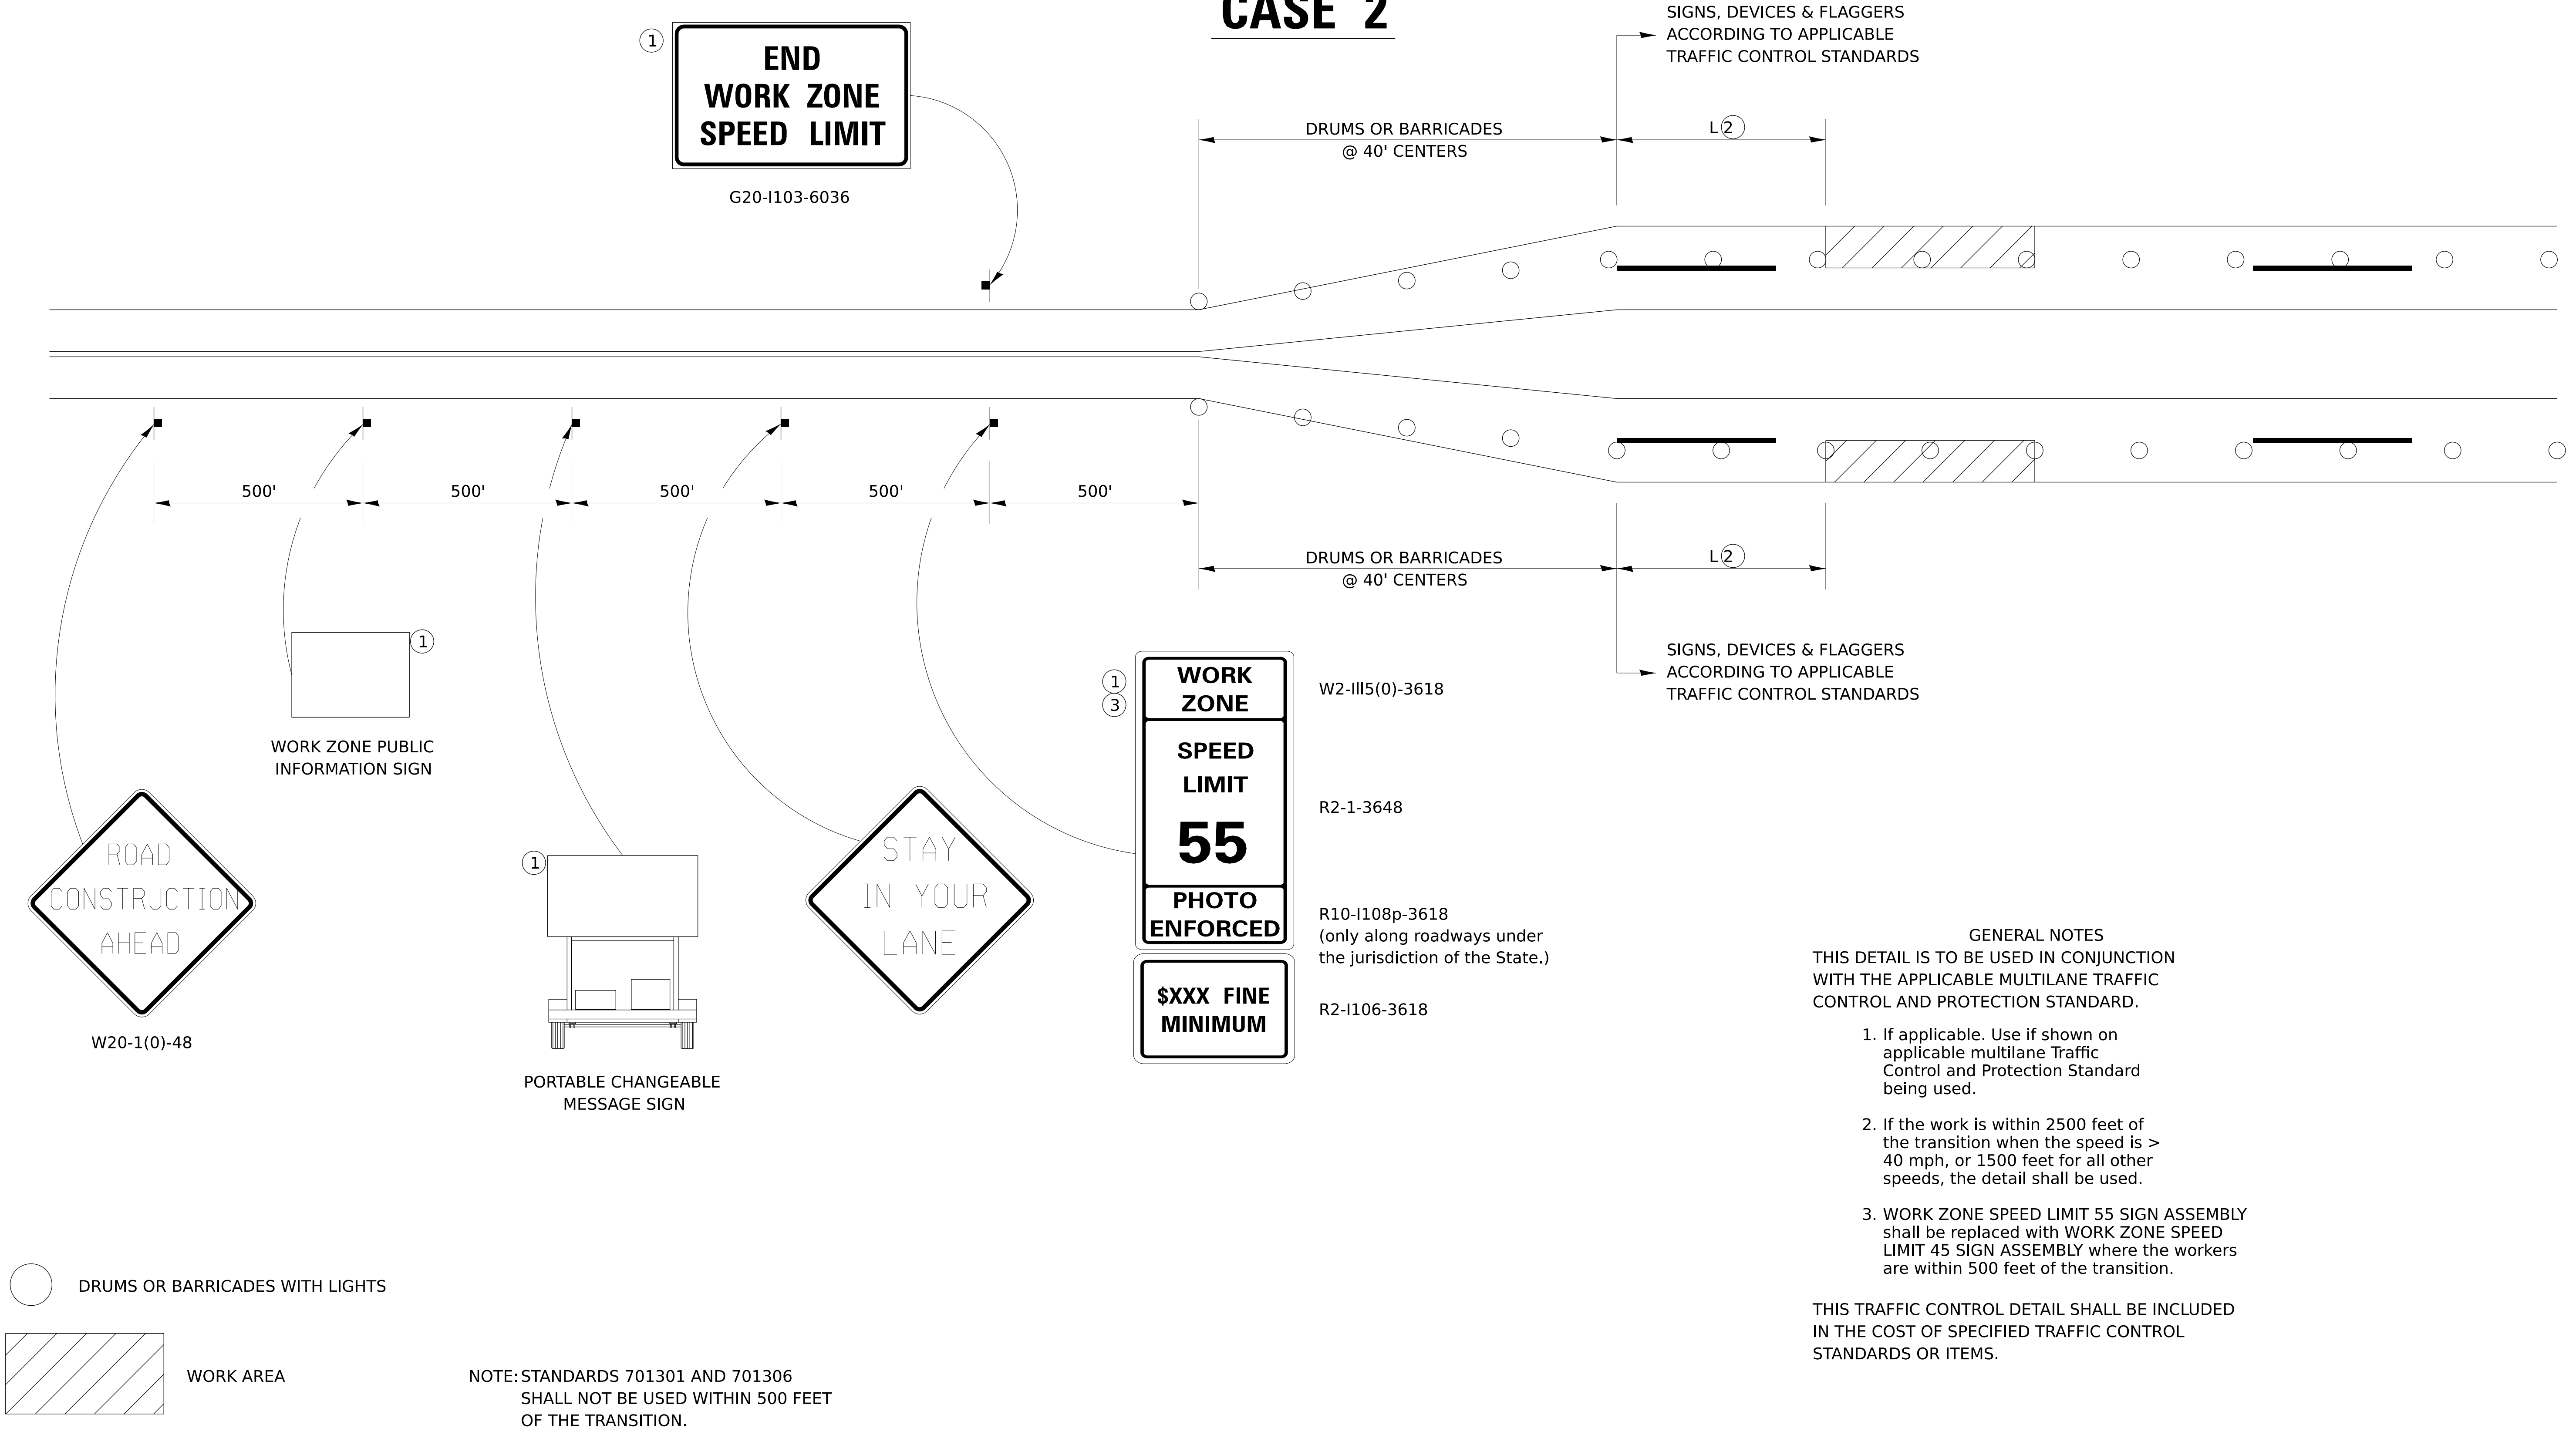 CASE 2
SIGNS, DEVICES & FLAGGERS
ACCORDING TO APPLICABLE
TRAFFIC CONTROL STANDARDS
1
END
WORK ZONE
SPEED LIMIT
G20-I103-6036
DRUMS OR BARRICADES
@ 40' CENTERS
L 2
500'
500'
500'
500'
500'
DRUMS OR BARRICADES
@ 40' CENTERS
L 2
SIGNS, DEVICES & FLAGGERS
ACCORDING TO APPLICABLE
TRAFFIC CONTROL STANDARDS
1
WORK ZONE PUBLIC
INFORMATION SIGN
ROAD
CONSTRUCTION
AHEAD
W20-1(0)-48
1
PORTABLE CHANGEABLE
MESSAGE SIGN
STAY
IN YOUR
LANE
1
3
WORK
ZONE
SPEED
LIMIT
55
PHOTO
ENFORCED
$XXX FINE
MINIMUM
W2-Ill5(0)-3618
R2-1-3648
R10-I108p-3618
(only along roadways under
the jurisdiction of the State.)
R2-I106-3618
GENERAL NOTES
THIS DETAIL IS TO BE USED IN CONJUNCTION
WITH THE APPLICABLE MULTILANE TRAFFIC
CONTROL AND PROTECTION STANDARD.
1. If applicable. Use if shown on
applicable multilane Traffic
Control and Protection Standard
being used.
2. If the work is within 2500 feet of
the transition when the speed is >
40 mph, or 1500 feet for all other
speeds, the detail shall be used.
3. WORK ZONE SPEED LIMIT 55 SIGN ASSEMBLY
shall be replaced with WORK ZONE SPEED
LIMIT 45 SIGN ASSEMBLY where the workers
are within 500 feet of the transition.
THIS TRAFFIC CONTROL DETAIL SHALL BE INCLUDED
IN THE COST OF SPECIFIED TRAFFIC CONTROL
STANDARDS OR ITEMS.
DRUMS OR BARRICADES WITH LIGHTS
WORK AREA
NOTE: STANDARDS 701301 AND 701306
SHALL NOT BE USED WITHIN 500 FEET
OF THE TRANSITION.